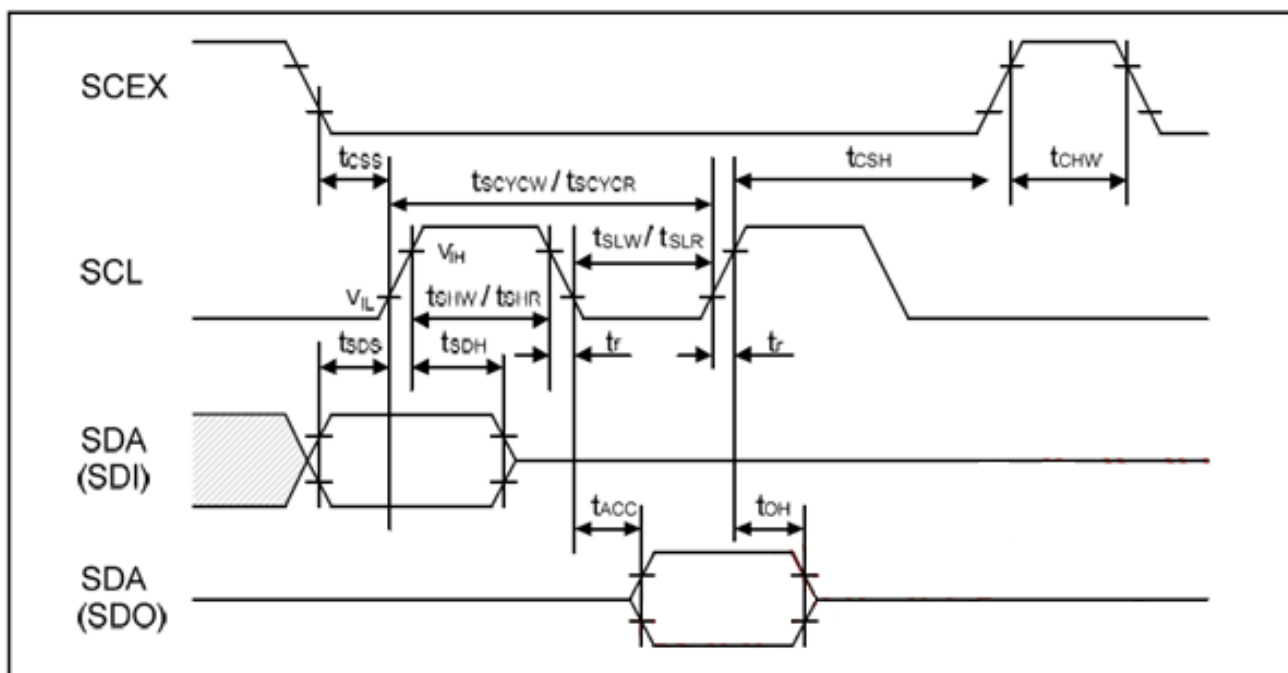 SCEX
tCSS
tSCYCW / tSCYCR
tCSH
tCHW
SCL
VIH
VIL
tSLW / tSLR
tSHW / tSHR
tSDS
tSDH
tf
tr
SDA
(SDI)
tACC
tOH
SDA
(SDO)